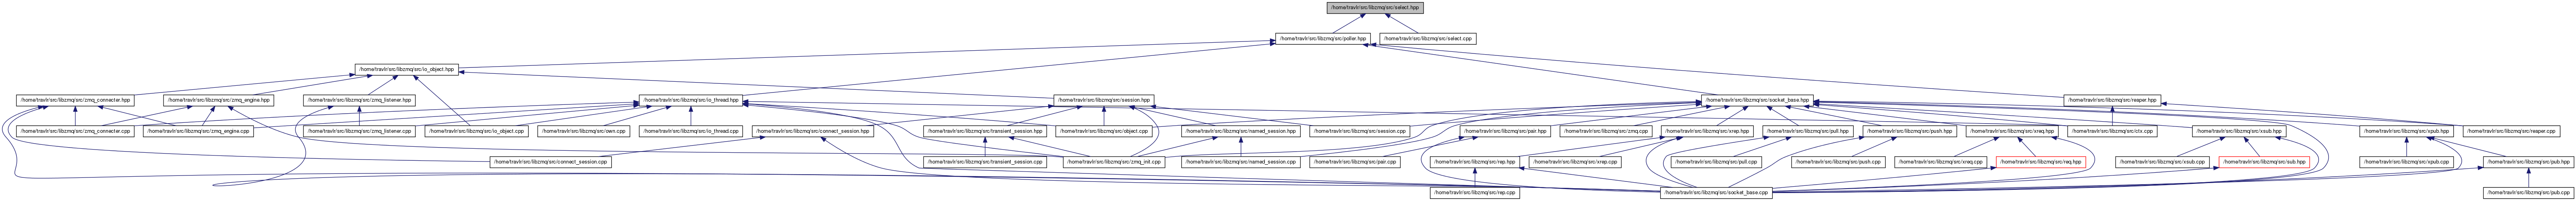 /home/travlr/src/libzmq/src/select.hpp
/home/travlr/src/libzmq/src/poller.hpp
/home/travlr/src/libzmq/src/select.cpp
/home/travlr/src/libzmq/src/io_object.hpp
/home/travlr/src/libzmq/src/zmq_connecter.hpp
/home/travlr/src/libzmq/src/zmq_engine.hpp
/home/travlr/src/libzmq/src/zmq_listener.hpp
/home/travlr/src/libzmq/src/io_thread.hpp
/home/travlr/src/libzmq/src/session.hpp
/home/travlr/src/libzmq/src/socket_base.hpp
/home/travlr/src/libzmq/src/reaper.hpp
/home/travlr/src/libzmq/src/zmq_connecter.cpp
/home/travlr/src/libzmq/src/zmq_engine.cpp
/home/travlr/src/libzmq/src/zmq_listener.cpp
/home/travlr/src/libzmq/src/io_object.cpp
/home/travlr/src/libzmq/src/own.cpp
/home/travlr/src/libzmq/src/io_thread.cpp
/home/travlr/src/libzmq/src/connect_session.hpp
/home/travlr/src/libzmq/src/transient_session.hpp
/home/travlr/src/libzmq/src/object.cpp
/home/travlr/src/libzmq/src/named_session.hpp
/home/travlr/src/libzmq/src/session.cpp
/home/travlr/src/libzmq/src/pair.hpp
/home/travlr/src/libzmq/src/zmq.cpp
/home/travlr/src/libzmq/src/xrep.hpp
/home/travlr/src/libzmq/src/pull.hpp
/home/travlr/src/libzmq/src/push.hpp
/home/travlr/src/libzmq/src/xreq.hpp
/home/travlr/src/libzmq/src/ctx.cpp
/home/travlr/src/libzmq/src/xsub.hpp
/home/travlr/src/libzmq/src/xpub.hpp
/home/travlr/src/libzmq/src/reaper.cpp
/home/travlr/src/libzmq/src/connect_session.cpp
/home/travlr/src/libzmq/src/transient_session.cpp
/home/travlr/src/libzmq/src/zmq_init.cpp
/home/travlr/src/libzmq/src/named_session.cpp
/home/travlr/src/libzmq/src/pair.cpp
/home/travlr/src/libzmq/src/rep.hpp
/home/travlr/src/libzmq/src/xrep.cpp
/home/travlr/src/libzmq/src/pull.cpp
/home/travlr/src/libzmq/src/push.cpp
/home/travlr/src/libzmq/src/xreq.cpp
/home/travlr/src/libzmq/src/req.hpp
/home/travlr/src/libzmq/src/xsub.cpp
/home/travlr/src/libzmq/src/sub.hpp
/home/travlr/src/libzmq/src/xpub.cpp
/home/travlr/src/libzmq/src/pub.hpp
/home/travlr/src/libzmq/src/rep.cpp
/home/travlr/src/libzmq/src/socket_base.cpp
/home/travlr/src/libzmq/src/pub.cpp